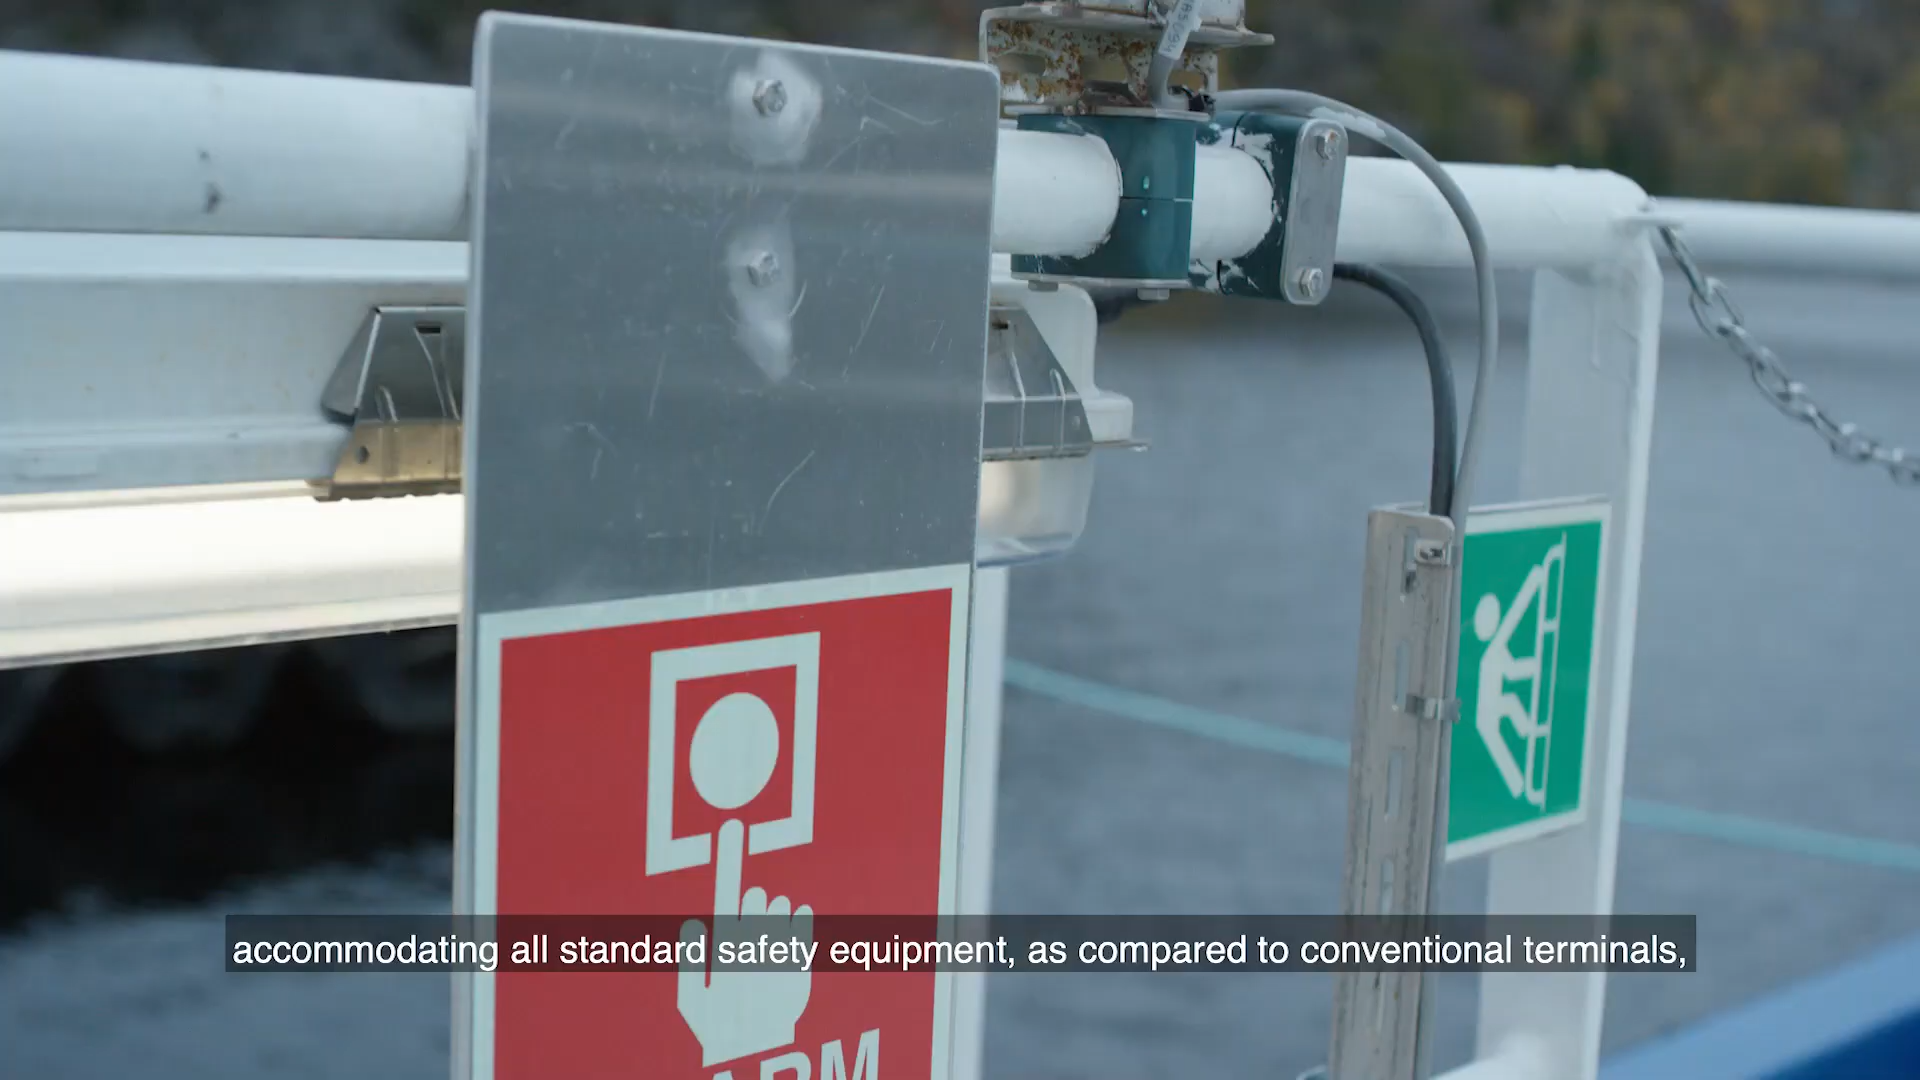 accommodating all standard safety equipment, as compared to conventional terminals,